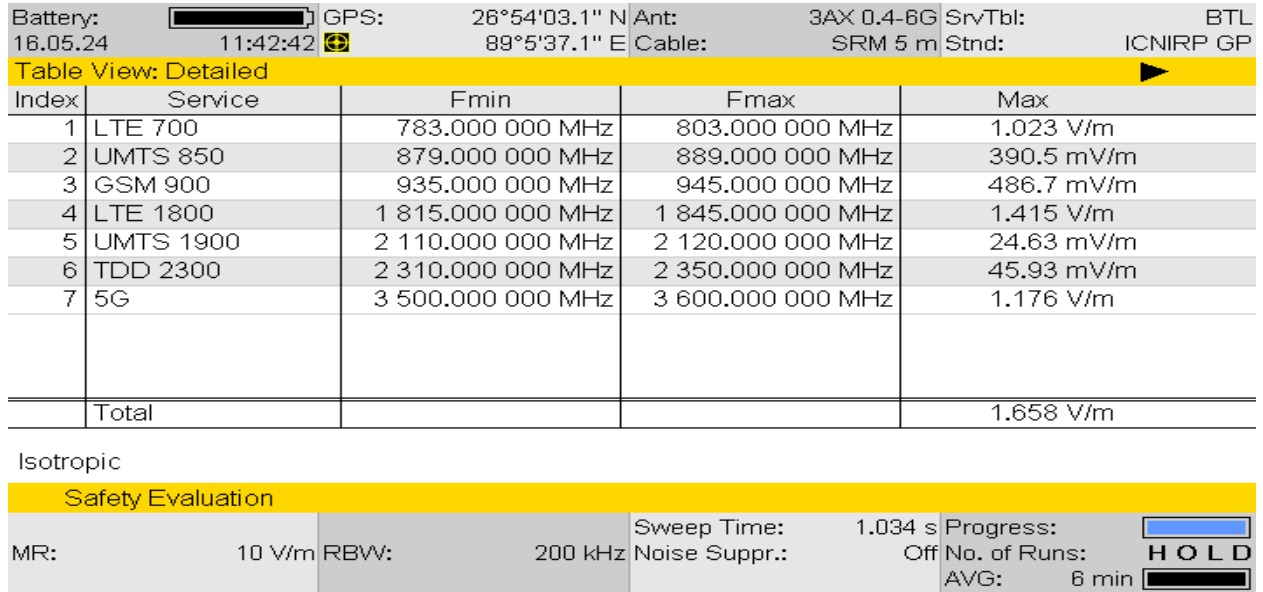 Battery: GPS: 26°54'03.1" N Ant: 3AX 0.4-6G SrvTbl: BTL
16.05.24 11:42:42 89°5'37.1" E Cable: SRM 5 m Stnd: ICNIRP GP
Table View: Detailed
Index Service Fmin Fmax Max
1 LTE 700 783.000 000 MHz 803.000 000 MHz 1.023 V/m
2 UMTS 850 879.000 000 MHz 889.000 000 MHz 390.5 mV/m
3 GSM 900 935.000 000 MHz 945.000 000 MHz 486.7 mV/m
4 LTE 1800 1 815.000 000 MHz 1 845.000 000 MHz 1.415 V/m
5 UMTS 1900 2 110.000 000 MHz 2 120.000 000 MHz 24.63 mV/m
6 TDD 2300 2 310.000 000 MHz 2 350.000 000 MHz 45.93 mV/m
7 5G 3 500.000 000 MHz 3 600.000 000 MHz 1.176 V/m
Total 1.658 V/m
Isotropic
Safety Evaluation
Sweep Time: 1.034 s Progress:
MR: 10 V/m RBW: 200 kHz Noise Suppr.: Off No. of Runs: HOLD
AVG: 6 min